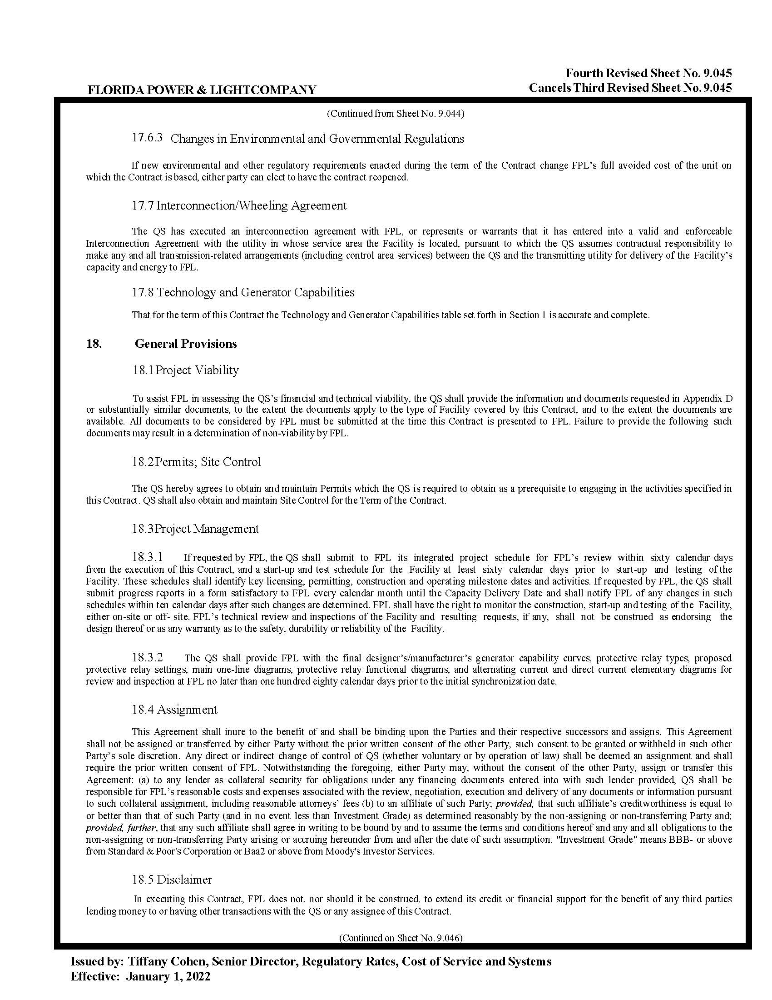 Fourth Revised Sheet No. 9.045
FLORIDA POWER & LIGHTCOMPANY
Cancels Third Revised Sheet No. 9.045
(Continued from Sheet No. 9.044)
17.6.3 Changes in Environmental and Governmental Regulations
If new environmental and other regulatory requirements enacted during the term of the Contract change FPL’s full avoided cost of the unit on
which the Contract is based, either party can elect to have the contract reopened.
17.7 Interconnection/Wheeling Agreement
The QS has executed an interconnection agreement with FPL, or represents or warrants that it has entered into a valid and enforceable
Interconnection Agreement with the utility in whose service area the Facility is located, pursuant to which the QS assumes contractual responsibility to
make any and all transmission-related arrangements (including control area services) between the QS and the transmitting utility for delivery of the Facility’s
capacity and energy to FPL.
17.8 Technology and Generator Capabilities
That for the term of this Contract the Technology and Generator Capabilities table set forth in Section 1 is accurate and complete.
18. General Provisions
18.1 Project Viability
To assist FPL in assessing the QS’s financial and technical viability, the QS shall provide the information and documents requested in Appendix D
or substantially similar documents, to the extent the documents apply to the type of Facility covered by this Contract, and to the extent the documents are
available. All documents to be considered by FPL must be submitted at the time this Contract is presented to FPL. Failure to provide the following such
documents may result in a determination of non-viability by FPL.
18.2 Permits; Site Control
The QS hereby agrees to obtain and maintain Permits which the QS is required to obtain as a prerequisite to engaging in the activities specified in
this Contract. QS shall also obtain and maintain Site Control for the Term of the Contract.
18.3 Project Management
18.3.1 If requested by FPL, the QS shall submit to FPL its integrated project schedule for FPL’s review within sixty calendar days
from the execution of this Contract, and a start-up and test schedule for the Facility at least sixty calendar days prior to start-up and testing of the
Facility. These schedules shall identify key licensing, permitting, construction and operating milestone dates and activities. If requested by FPL, the QS shall
submit progress reports in a form satisfactory to FPL every calendar month until the Capacity Delivery Date and shall notify FPL of any changes in such
schedules within ten calendar days after such changes are determined. FPL shall have the right to monitor the construction, start-up and testing of the Facility,
either on-site or off- site. FPL’s technical review and inspections of the Facility and resulting requests, if any, shall not be construed as endorsing the
design thereof or as any warranty as to the safety, durability or reliability of the Facility.
18.3.2 The QS shall provide FPL with the final designer’s/manufacturer’s generator capability curves, protective relay types, proposed
protective relay settings, main one-line diagrams, protective relay functional diagrams, and alternating current and direct current elementary diagrams for
review and inspection at FPL no later than one hundred eighty calendar days prior to the initial synchronization date.
18.4 Assignment
This Agreement shall inure to the benefit of and shall be binding upon the Parties and their respective successors and assigns. This Agreement
shall not be assigned or transferred by either Party without the prior written consent of the other Party, such consent to be granted or withheld in such other
Party’s sole discretion. Any direct or indirect change of control of QS (whether voluntary or by operation of law) shall be deemed an assignment and shall
require the prior written consent of FPL. Notwithstanding the foregoing, either Party may, without the consent of the other Party, assign or transfer this
Agreement: (a) to any lender as collateral security for obligations under any financing documents entered into with such lender provided, QS shall be
responsible for FPL’s reasonable costs and expenses associated with the review, negotiation, execution and delivery of any documents or information pursuant
to such collateral assignment, including reasonable attorneys’ fees (b) to an affiliate of such Party; provided, that such affiliate’s creditworthiness is equal to
or better than that of such Party (and in no event less than Investment Grade) as determined reasonably by the non-assigning or non-transferring Party and;
provided, further, that any such affiliate shall agree in writing to be bound by and to assume the terms and conditions hereof and any and all obligations to the
non-assigning or non-transferring Party arising or accruing hereunder from and after the date of such assumption. "Investment Grade" means BBB- or above
from Standard & Poor's Corporation or Baa2 or above from Moody's Investor Services.
18.5 Disclaimer
In executing this Contract, FPL does not, nor should it be construed, to extend its credit or financial support for the benefit of any third parties
lending money to or having other transactions with the QS or any assignee of this Contract.
(Continued on Sheet No. 9.046)
Issued by: Tiffany Cohen, Senior Director, Regulatory Rates, Cost of Service and Systems
Effective: January 1, 2022